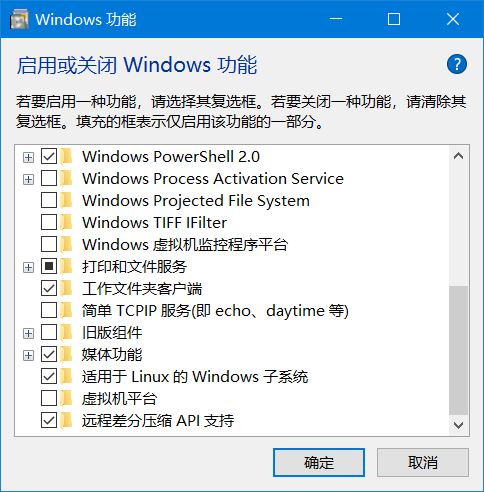 Windows 功能
启用或关闭 Windows 功能
?
若要启用一种功能，请选择其复选框。若要关闭一种功能，请清除其
复选框。填充的框表示仅启用该功能的一部分。
Windows PowerShell 2.0
Windows Process Activation Service
Windows Projected File System
Windows TIFF IFilter
Windows 虚拟机监控程序平台
打印和文件服务
工作文件夹客户端
简单 TCPIP 服务(即 echo、daytime 等)
旧版组件
媒体功能
适用于 Linux 的 Windows 子系统
虚拟机平台
远程差分压缩 API 支持
确定 取消